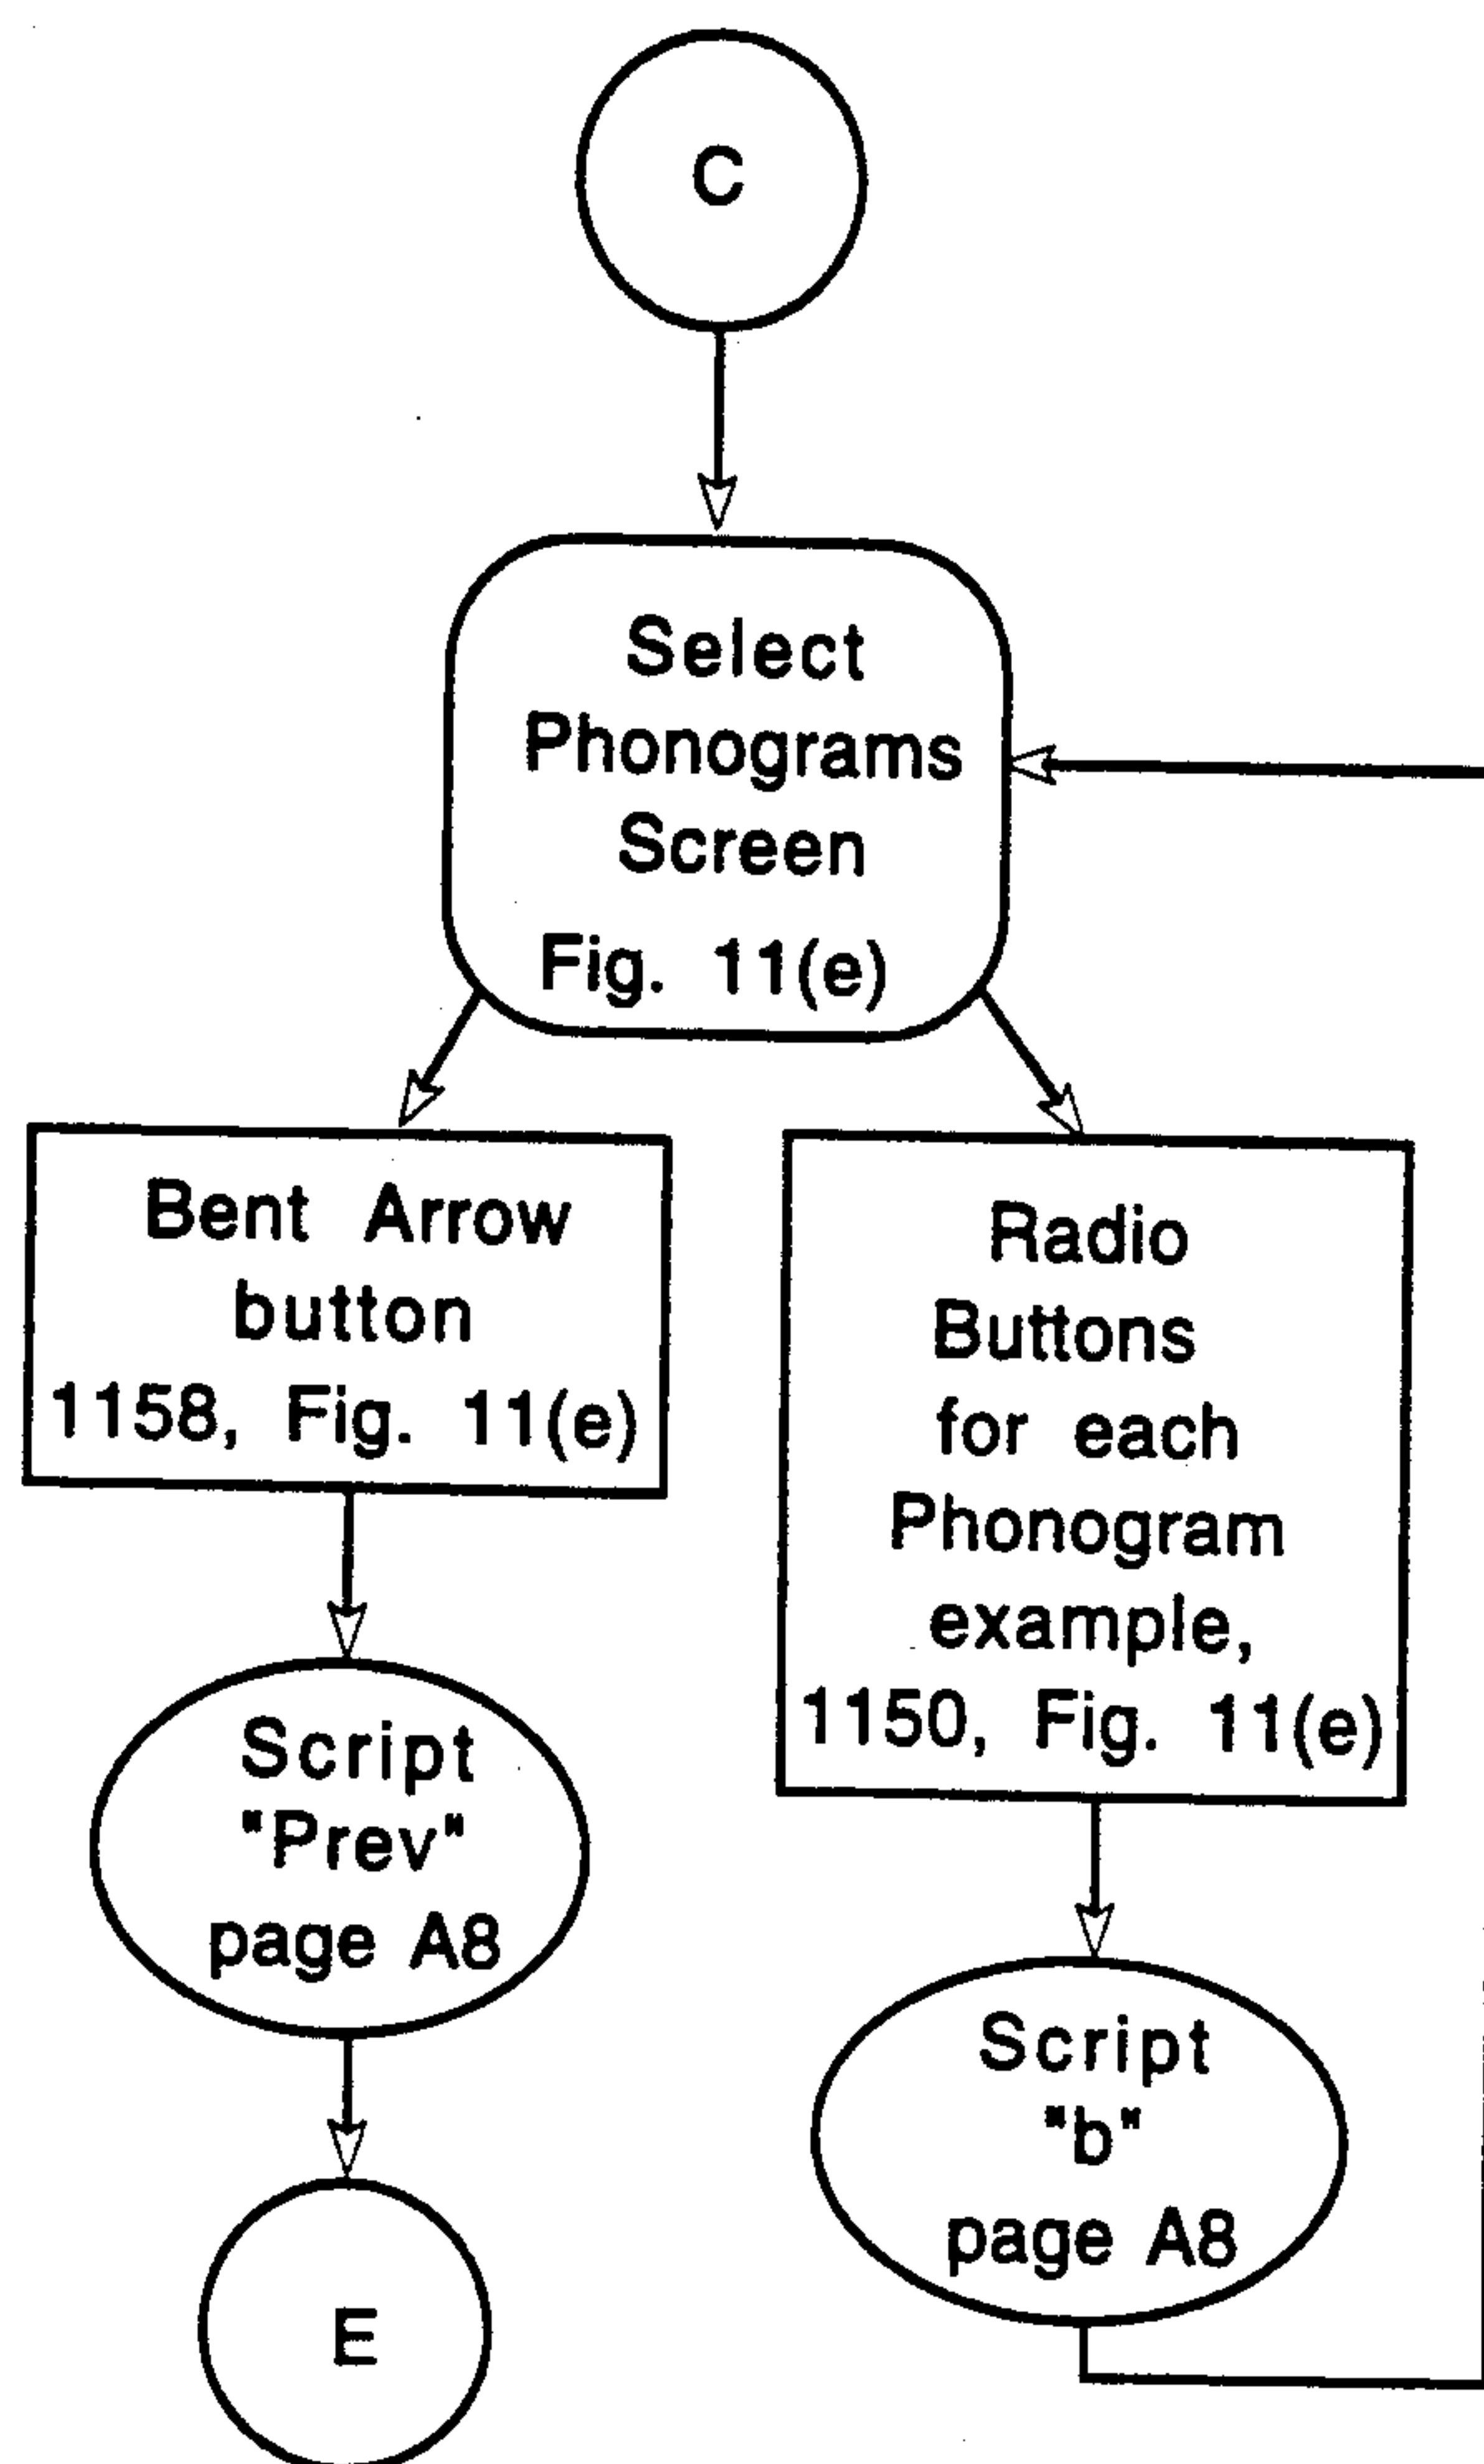 C
Select
Phonograms
Screen
Fig. 11(e)
Bent Arrow
button
1158, Fig. 11(e)
Radio
Buttons
for each
Phonogram
example,
1150, Fig. 11(e)
Script
"Prev"
page A8
Script
"b"
page A8
E